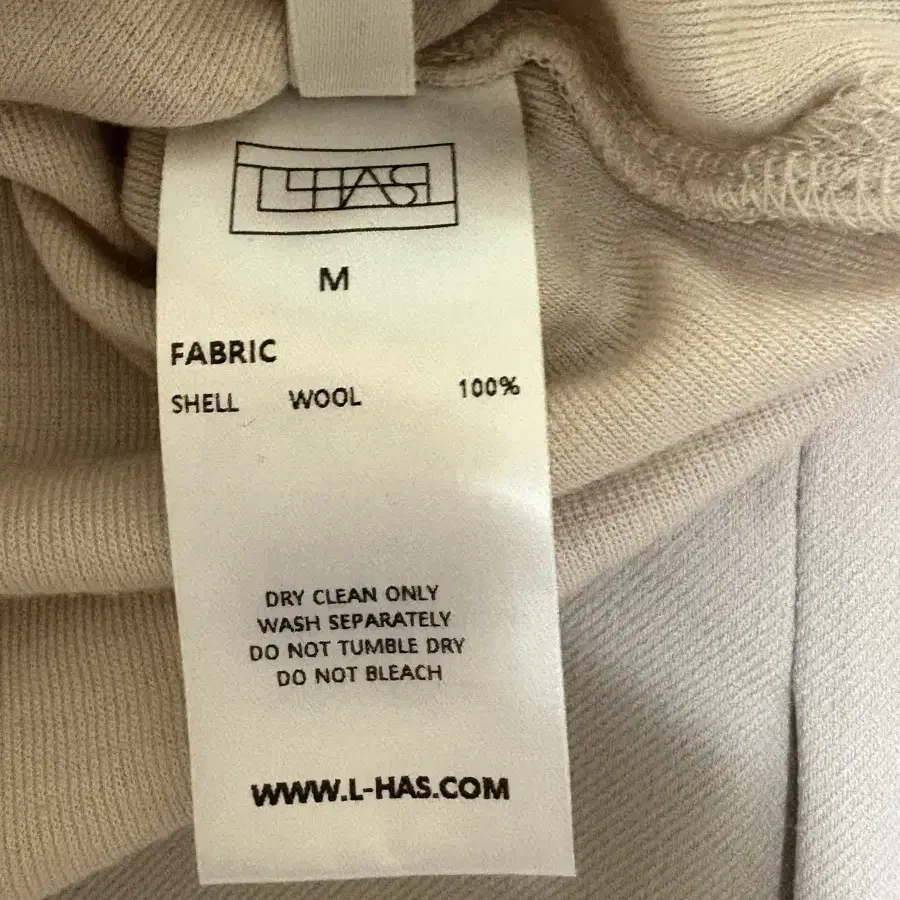 L-HAS
M
FABRIC
SHELL WOOL 100%
DRY CLEAN ONLY
WASH SEPARATELY
DO NOT TUMBLE DRY
DO NOT BLEACH
WWW.L-HAS.COM